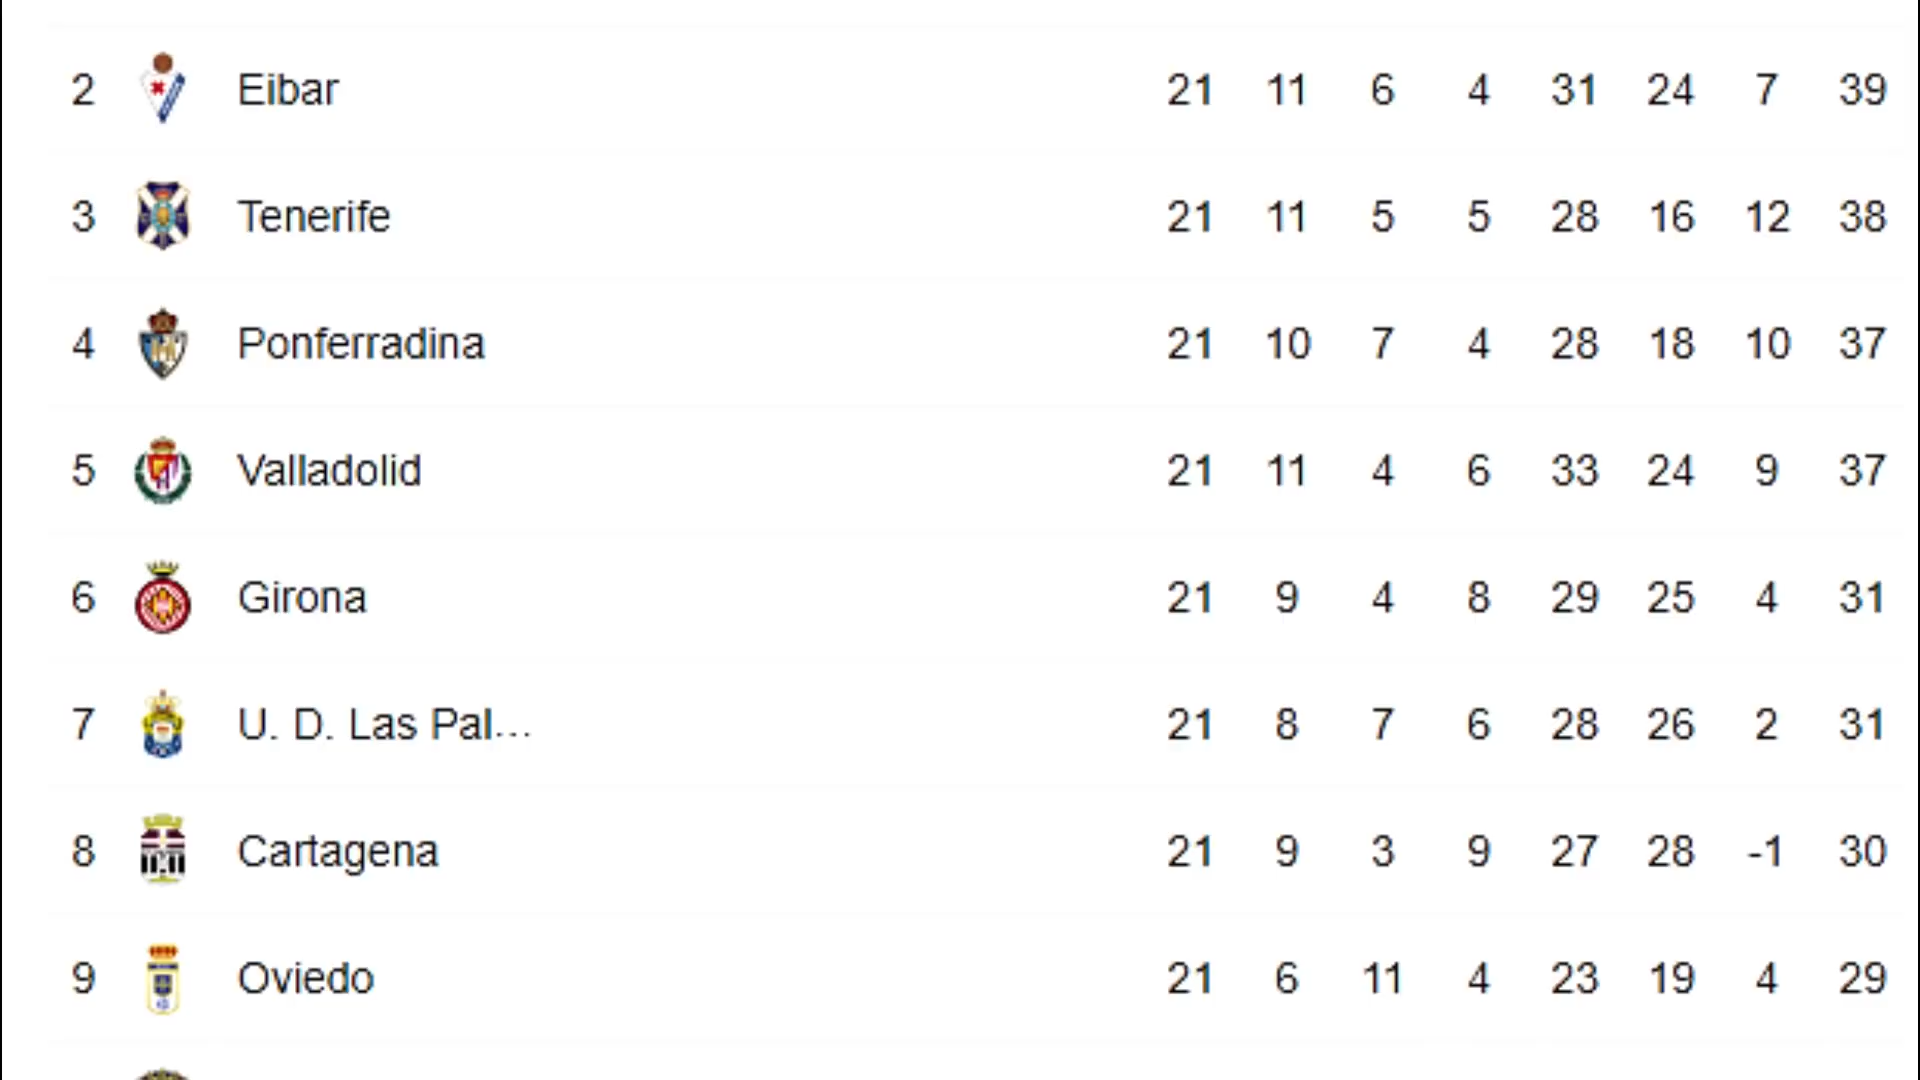 2 Eibar 21 11 6 4 31 24 7 39
3 Tenerife 21 11 5 5 28 16 12 38
4 Ponferradina 21 10 7 4 28 18 10 37
5 Valladolid 21 11 4 6 33 24 9 37
6 Girona 21 9 4 8 29 25 4 31
7 U. D. Las Pal... 21 8 7 6 28 26 2 31
8 Cartagena 21 9 3 9 27 28 -1 30
9 Oviedo 21 6 11 4 23 19 4 29